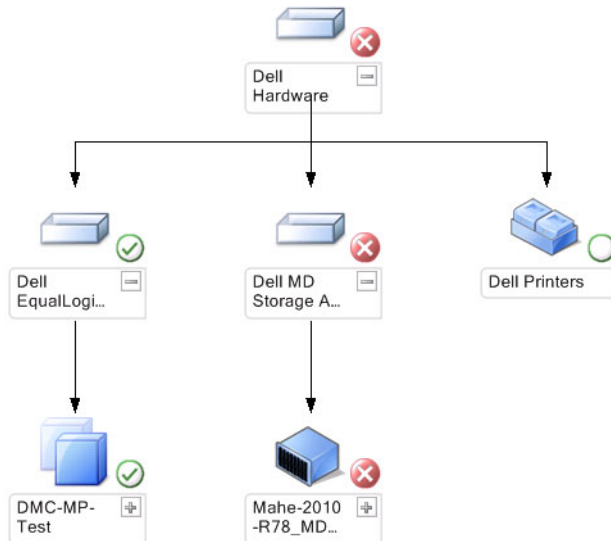 Dell
Hardware
Dell
EqualLogi...
Dell MD
Storage A...
Dell Printers
DMC-MP-
Test
Mahe-2010
-R78_MD...